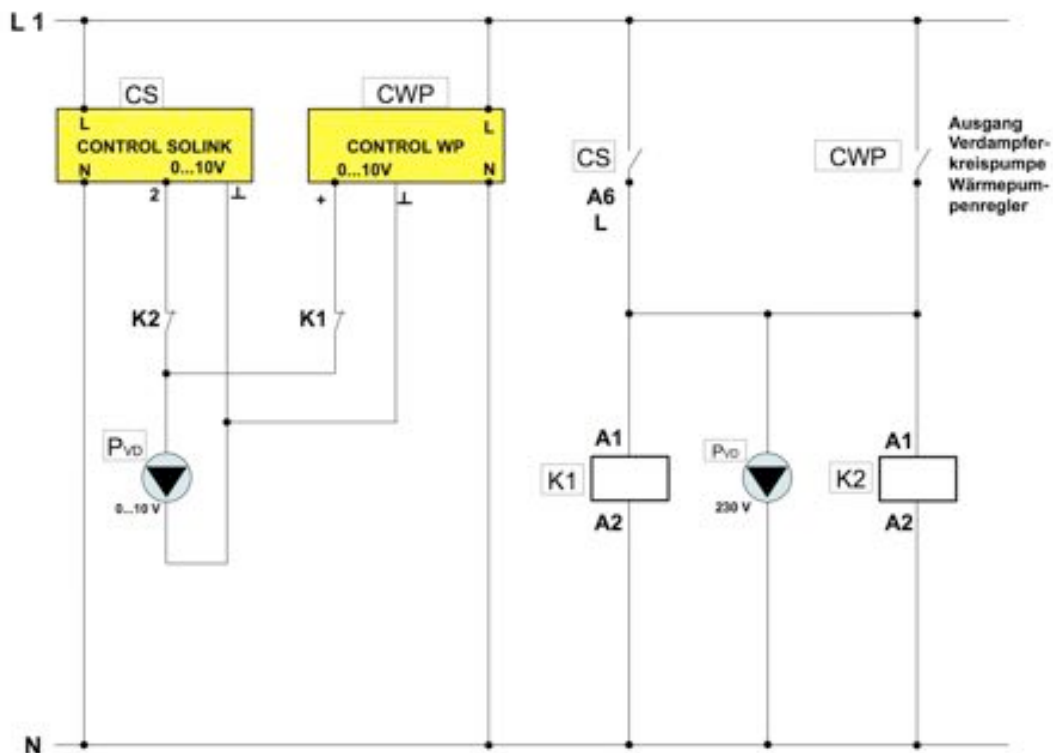 L 1
CS
CWP
L
CONTROL SOLINK
N
0...10V
L
CONTROL WP
0...10V
N
2
⊥
+
⊥
CS
A6
L
CWP
Ausgang
Verdampfer-
kreispumpe
Wärmepum-
penregler
K2
K1
PVD
0...10 V
A1
K1
A2
PVD
230 V
A1
K2
A2
N